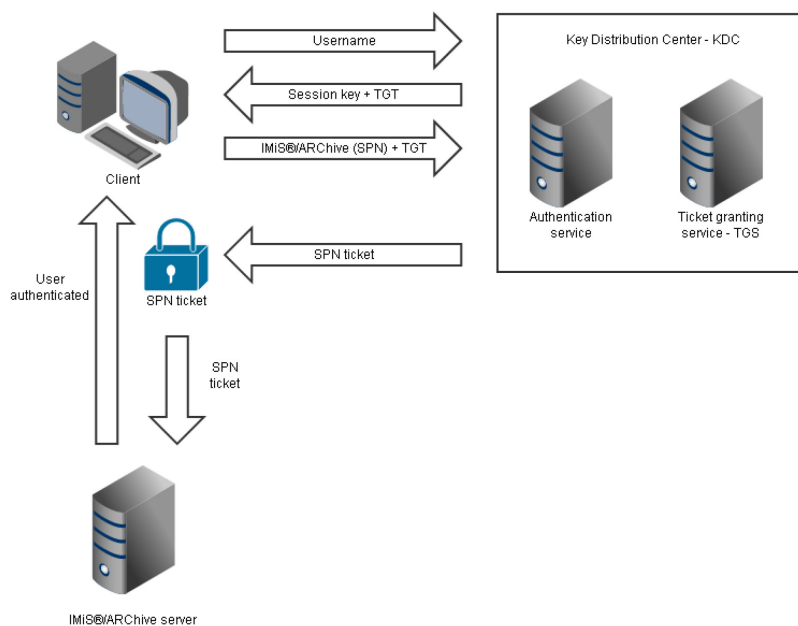 Username
Key Distribution Center - KDC
Session key + TGT
IMiS®/ARChive (SPN) + TGT
Client
Authentication
service
Ticket granting
service - TGS
SPN ticket
User
authenticated
SPN ticket
SPN
ticket
IMiS®/ARChive server